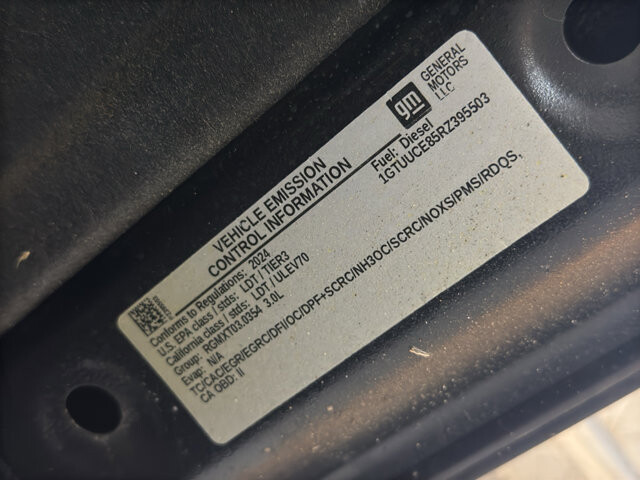 gm
GENERAL
MOTORS
LLC
VEHICLE EMISSION
CONTROL INFORMATION
Fuel: Diesel
1GTUUCE85RZ395503
Conforms to Regulations: 2024
U.S. EPA class / stds: LDT / TIER3
California class / stds: LDT / ULEV70
Group: RGMXT03.0354 3.0L
Evap: N/A
TC/CAC/EGR/EGRC/DFI/OC/DPF+SCRC/NH3OC/SCRC/NOXS/PMS/RDQS,
CA OBD: II